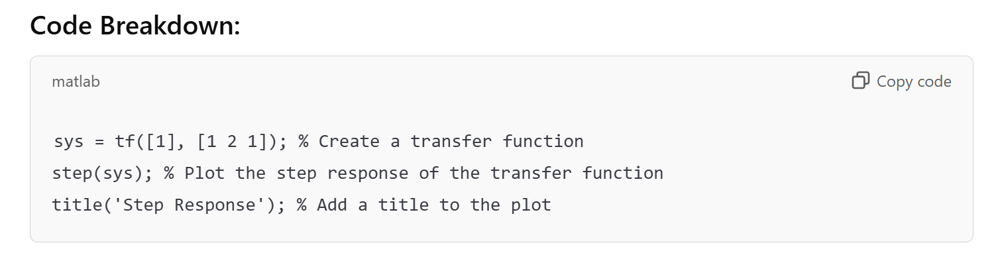 Code Breakdown:
matlab
Copy code
sys = tf([1], [1 2 1]); % Create a transfer function
step(sys); % Plot the step response of the transfer function
title('Step Response'); % Add a title to the plot